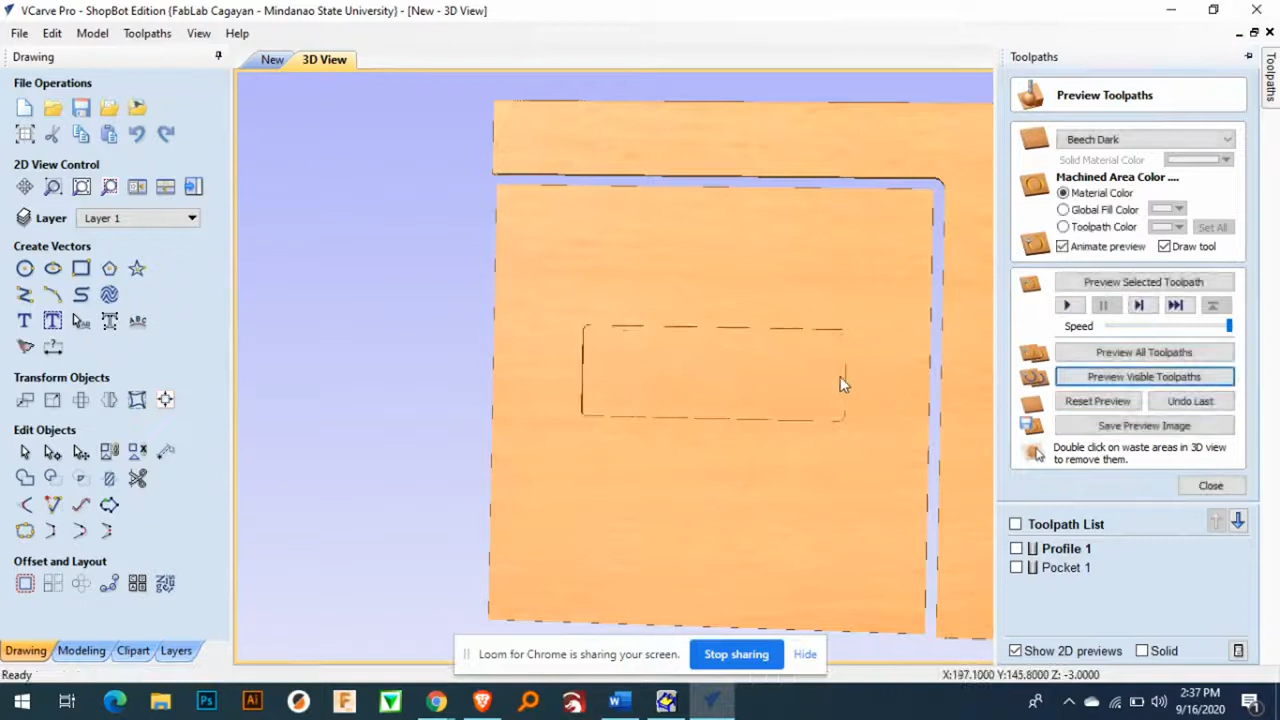 VCarve Pro - ShopBot Edition {FabLab Cagayan - Mindanao State University} - [New - 3D View]
File Edit Model Toolpaths View Help
Drawing
File Operations
2D View Control
Layer Layer 1
Create Vectors
Transform Objects
Edit Objects
Offset and Layout
Drawing Modeling Clipart Layers
Ready
New 3D View
Loom for Chrome is sharing your screen. Stop sharing Hide
Toolpaths
Preview Toolpaths
Beech Dark
Solid Material Color
Machined Area Color ....
Material Color
Global Fill Color
Toolpath Color Set All
Animate preview Draw tool
Preview Selected Toolpath
Speed
Preview All Toolpaths
Preview Visible Toolpaths
Reset Preview Undo Last
Save Preview Image
Double click on waste areas in 3D view
to remove them.
Close
Toolpath List
Profile 1
Pocket 1
Show 2D previews Solid
X:197.1000 Y:145.8000 Z: -3.0000
Toolpaths
2:37 PM
9/16/2020